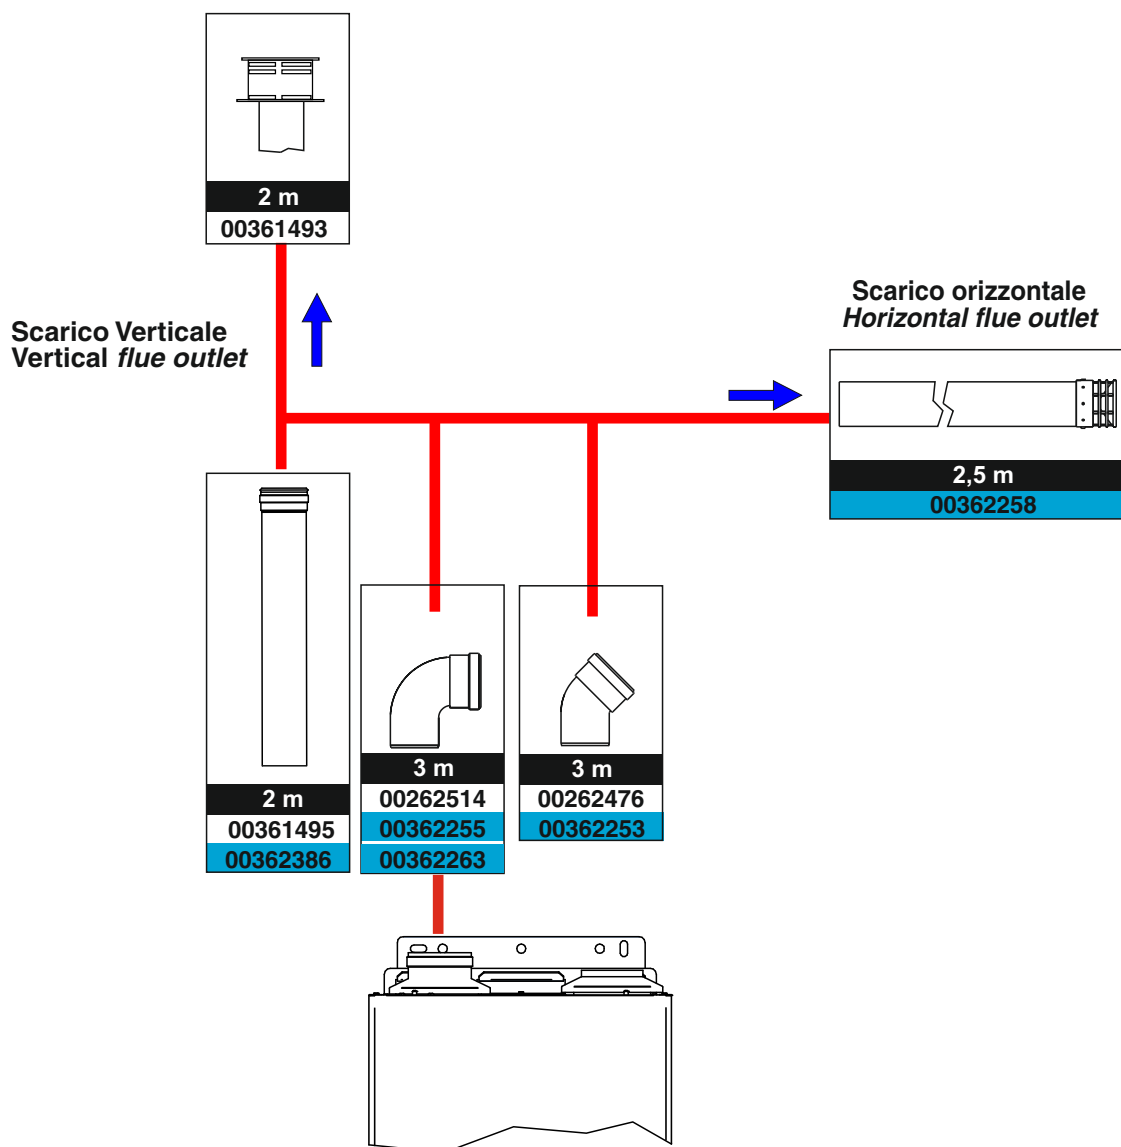 2 m
00361493
Scarico Verticale
Vertical flue outlet
Scarico orizzontale
Horizontal flue outlet
2,5 m
00362258
2 m
00361495
00362386
3 m
00262514
00362255
00362263
3 m
00262476
00362253